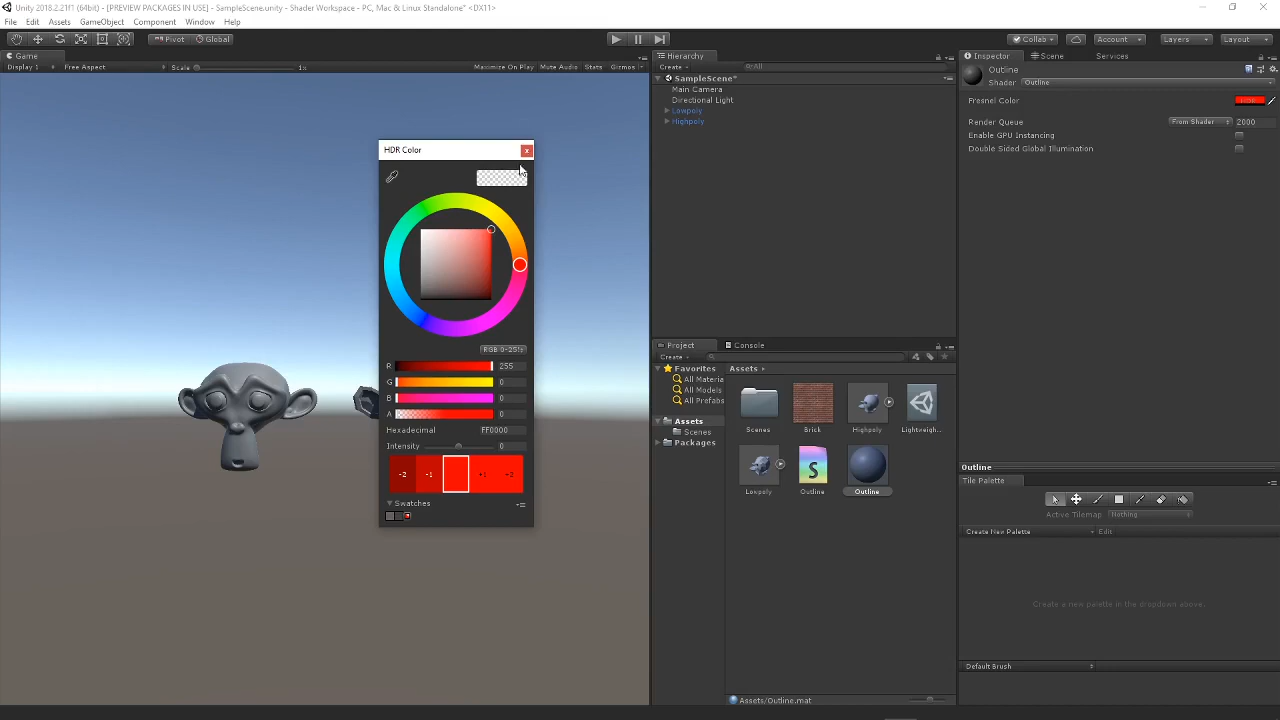 Unity 2018.2.21f1 (64bit) - [PREVIEW PACKAGES IN USE] - SampleScene.unity - Shader Workspace - PC, Mac & Linux Standalone* <DX11>
File Edit Assets GameObject Component Window Help
Pivot Global Collab Account Layers Layout
Game
Display 1 Free Aspect Scale 1x Maximize On Play Mute Audio Stats Gizmos
Hierarchy
Create All
SampleScene*
Main Camera
Directional Light
Lowpoly
Highpoly
Inspector Scene Services
Outline
Shader Outline
Fresnel Color HDR
Render Queue From Shader 2000
Enable GPU Instancing
Double Sided Global Illumination
HDR Color x
RGB 0-255
R 255
G 0
B 0
A 0
Hexadecimal FF0000
Intensity 0
-2 -1 +1 +2
Swatches
Project Console
Create
Favorites
All Materia
All Models
All Prefabs
Assets
Scenes
Packages
Assets
Scenes Brick Highpoly Lightweigh...
Lowpoly Outline Outline
S
Assets/Outline.mat
Outline
Tile Palette
Active Tilemap Nothing
Create New Palette Edit
Create a new palette in the dropdown above.
Default Brush